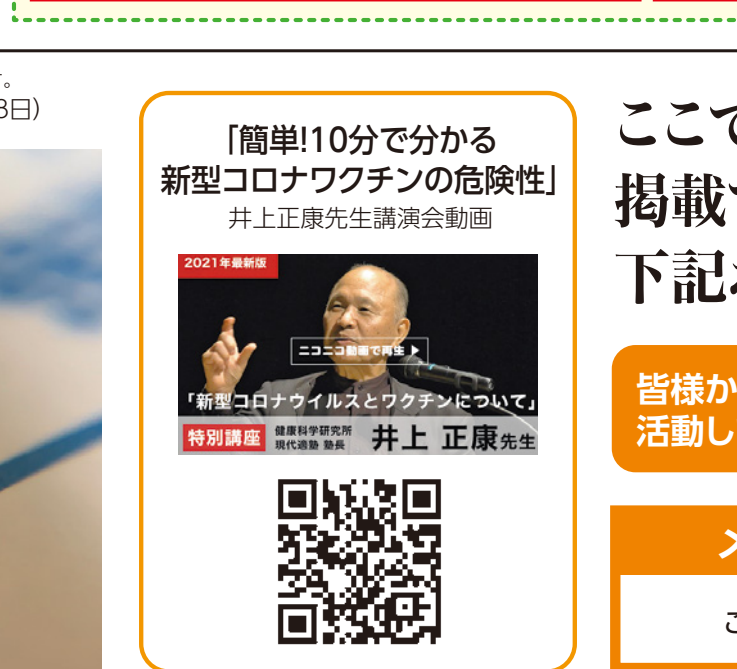 。
8日)
「簡単!10分で分かる
新型コロナワクチンの危険性」
井上正康先生講演会動画
2021年最新版
ニコニコ動画で再生 ▶
「新型コロナウイルスとワクチンについて」
特別講座
健康科学研究所
現代適塾 塾長
井上 正康先生
ここで
掲載
下記
皆様か
活動し